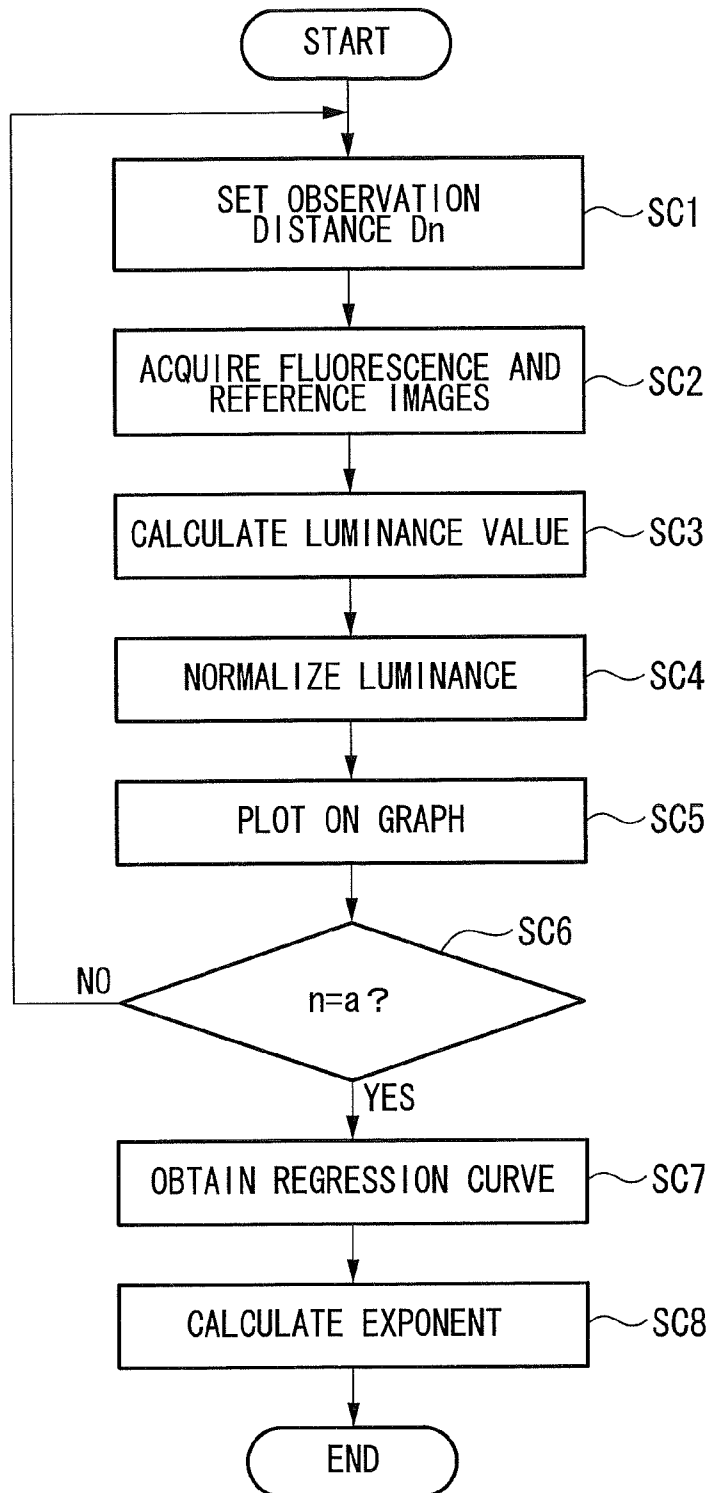 START
SET OBSERVATION
DISTANCE Dn
SC1
ACQUIRE FLUORESCENCE AND
REFERENCE IMAGES
SC2
CALCULATE LUMINANCE VALUE
SC3
NORMALIZE LUMINANCE
SC4
PLOT ON GRAPH
SC5
SC6
NO
n=a?
YES
OBTAIN REGRESSION CURVE
SC7
CALCULATE EXPONENT
SC8
END